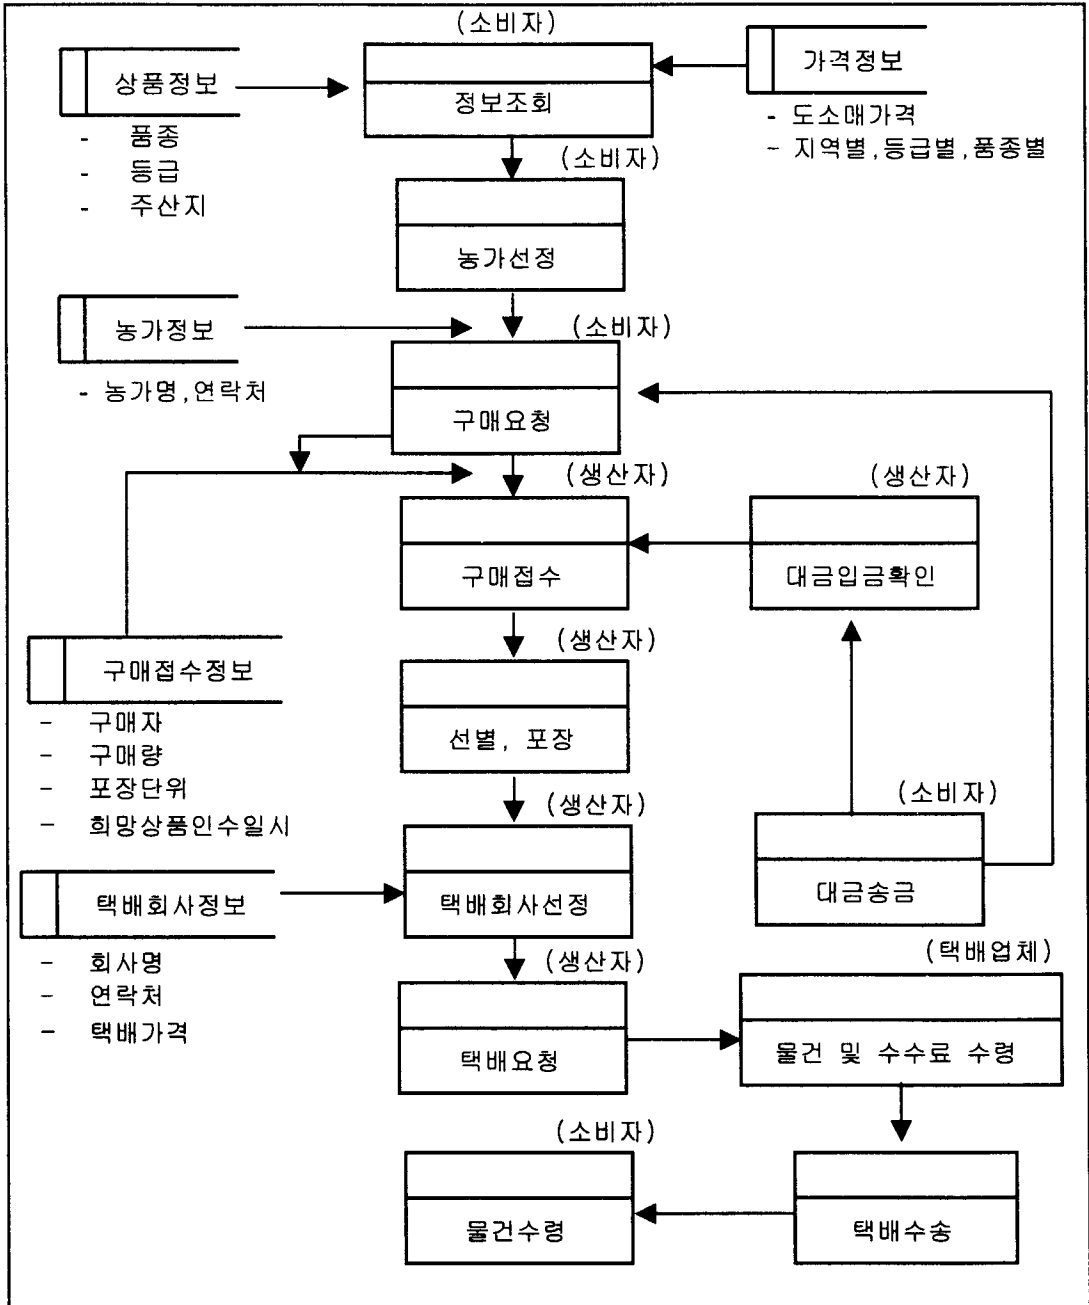 (소비자)
상품정보
가격정보
정보조회
- 품종
- 등급
- 주산지
- 도소매가격
- 지역별,등급별,품종별
(소비자)
농가선정
농가정보
- 농가명,연락처
(소비자)
구매요청
(생산자)
(생산자)
구매접수
대금입금확인
(생산자)
구매접수정보
- 구매자
- 구매량
- 포장단위
- 희망상품인수일시
선별, 포장
(생산자)
(소비자)
택배회사정보
택배회사선정
대금송금
- 회사명
- 연락처
- 택배가격
(생산자)
(택배업체)
택배요청
물건 및 수수료 수령
(소비자)
물건수령
택배수송